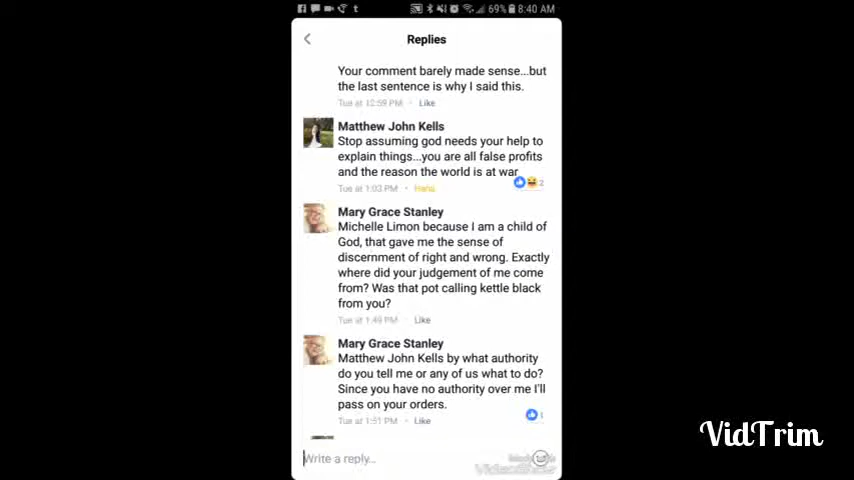 69% 8:40 AM
Replies
Your comment barely made sense...but
the last sentence is why I said this.
Tue at 12:59 PM • Like
Matthew John Kells
Stop assuming god needs your help to
explain things...you are all false profits
and the reason the world is at war
Tue at 1:03 PM • Haha
2
Mary Grace Stanley
Michelle Limon because I am a child of
God, that gave me the sense of
discernment of right and wrong. Exactly
where did your judgement of me come
from? Was that pot calling kettle black
from you?
Tue at 1:49 PM • Like
Mary Grace Stanley
Matthew John Kells by what authority
do you tell me or any of us what to do?
Since you have no authority over me I'll
pass on your orders.
1
Tue at 1:51 PM • Like
Write a reply...
VidTrim